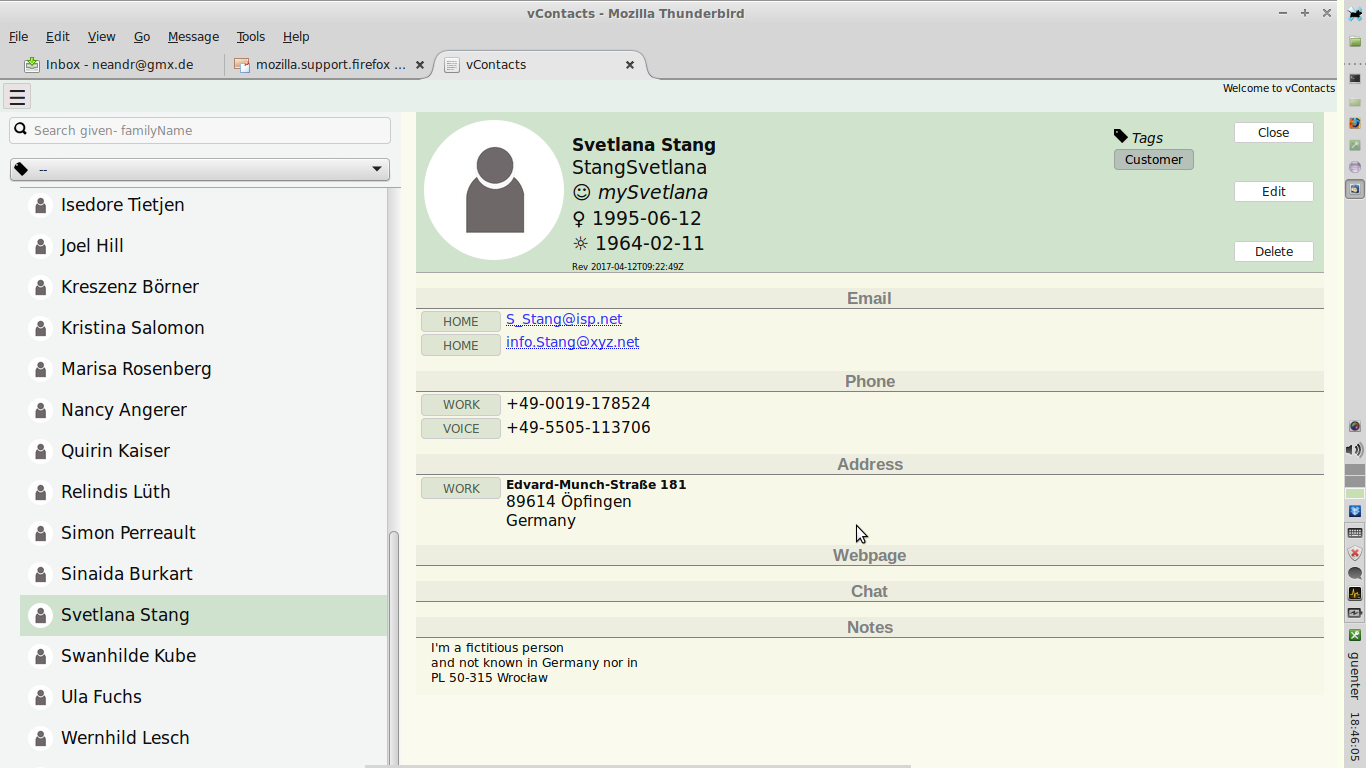 vContacts - Mozilla Thunderbird
File Edit View Go Message Tools Help
Inbox - neandr@gmx.de
mozilla.support.firefox ...
vContacts
Welcome to vContacts
Search given- familyName
--
Isedore Tietjen
Joel Hill
Kreszenz Börner
Kristina Salomon
Marisa Rosenberg
Nancy Angerer
Quirin Kaiser
Relindis Lüth
Simon Perreault
Sinaida Burkart
Svetlana Stang
Swanhilde Kube
Ula Fuchs
Wernhild Lesch
Svetlana Stang
StangSvetlana
☺ mySvetlana
♀ 1995-06-12
☼ 1964-02-11
Rev 2017-04-12T09:22:49Z
Tags
Customer
Close
Edit
Delete
Email
HOME S_Stang@isp.net
HOME info.Stang@xyz.net
Phone
WORK +49-0019-178524
VOICE +49-5505-113706
Address
WORK Edvard-Munch-Straße 181
89614 Öpfingen
Germany
Webpage
Chat
Notes
I'm a fictitious person
and not known in Germany nor in
PL 50-315 Wrocław
guenter 18:46:05